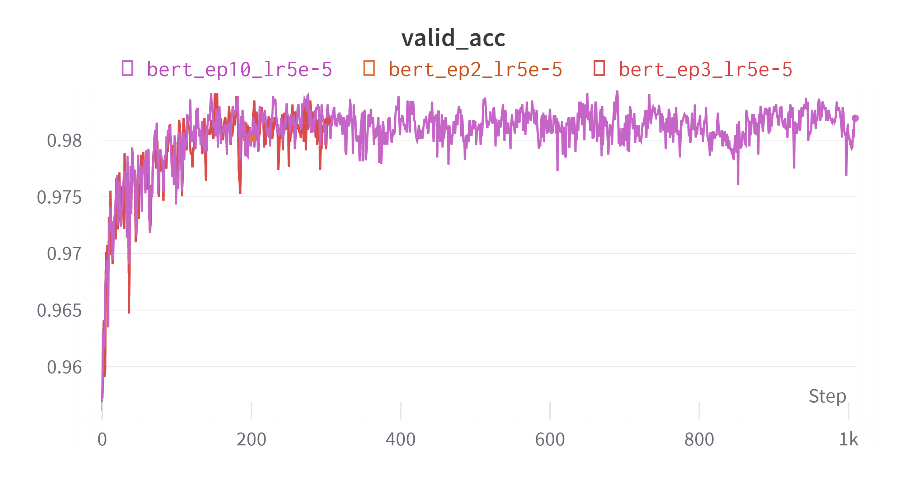 valid_acc
bert_ep10_lr5e-5 bert_ep2_lr5e-5 bert_ep3_lr5e-5
0.98
0.975
0.97
0.965
0.96
Step
0 200 400 600 800 1k